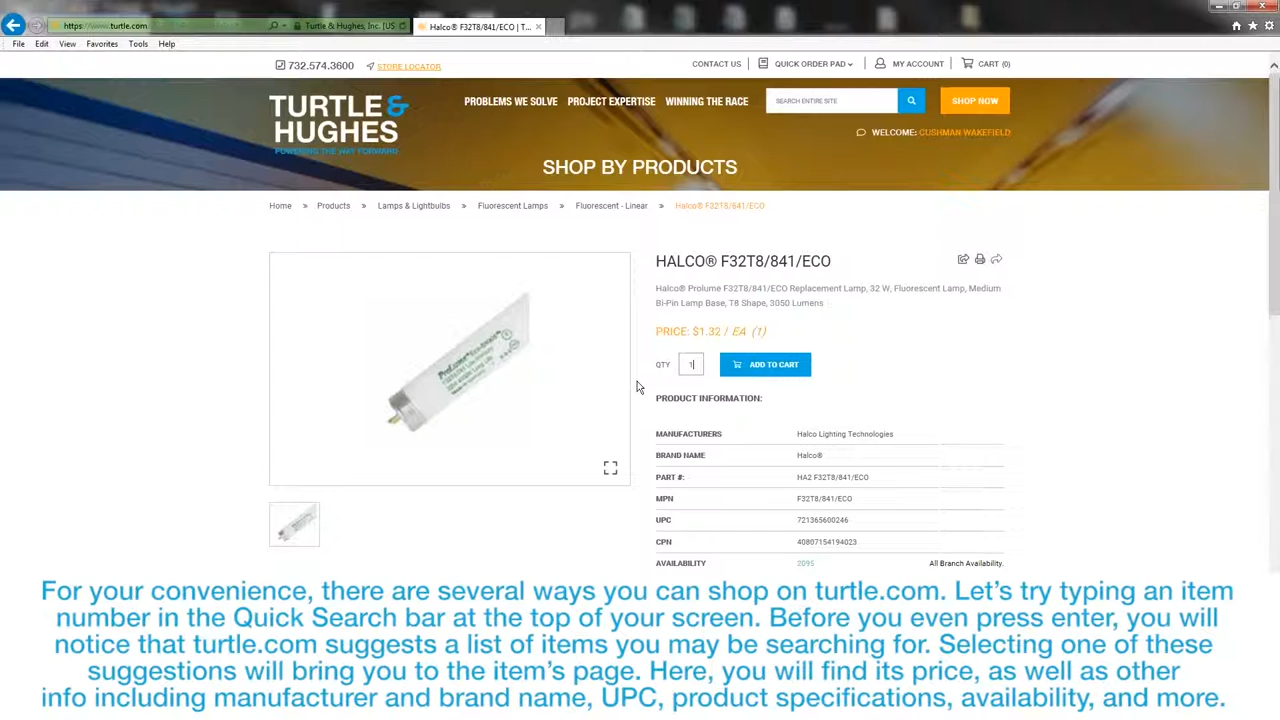 https://www.turtle.com
Turtle & Hughes, Inc. [US
Halco® F32T8/841/ECO | T...
File Edit View Favorites Tools Help
732.574.3600 STORE LOCATOR
CONTACT US QUICK ORDER PAD MY ACCOUNT CART (0)
TURTLE &
HUGHES
POWERING THE WAY FORWARD
PROBLEMS WE SOLVE PROJECT EXPERTISE WINNING THE RACE
SEARCH ENTIRE SITE
SHOP NOW
WELCOME: CUSHMAN WAKEFIELD
SHOP BY PRODUCTS
Home » Products » Lamps & Lightbulbs » Fluorescent Lamps » Fluorescent - Linear » Halco® F32T8/841/ECO
HALCO® F32T8/841/ECO
Halco® Prolume F32T8/841/ECO Replacement Lamp, 32 W, Fluorescent Lamp, Medium
Bi-Pin Lamp Base, T8 Shape, 3050 Lumens
PRICE: $1.32 / EA (1)
QTY 1 ADD TO CART
PRODUCT INFORMATION:
MANUFACTURERS Halco Lighting Technologies
BRAND NAME Halco®
PART #: HA2 F32T8/841/ECO
MPN F32T8/841/ECO
UPC 721365600246
CPN 40807154194023
AVAILABILITY 2095 All Branch Availability.
For your convenience, there are several ways you can shop on turtle.com. Let's try typing an item
number in the Quick Search bar at the top of your screen. Before you even press enter, you will
notice that turtle.com suggests a list of items you may be searching for. Selecting one of these
suggestions will bring you to the item's page. Here, you will find its price, as well as other
info including manufacturer and brand name, UPC, product specifications, availability, and more.